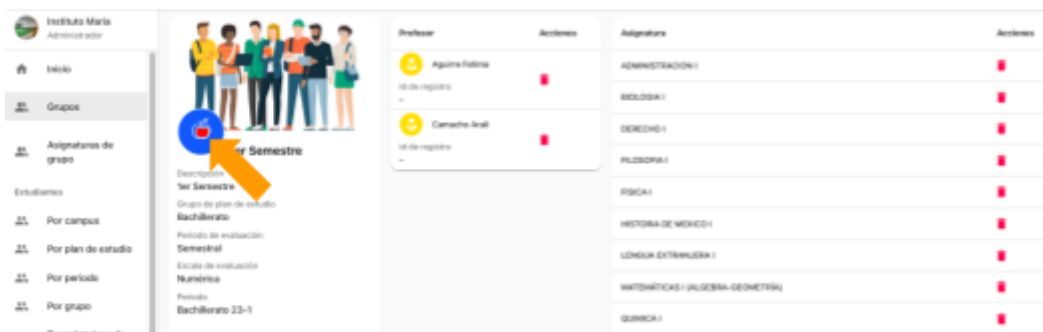 Instituto María
Administrador
Inicio
Grupos
Asignaturas de
grupo
Estudiantes
Por campus
Por plan de estudio
Por periodo
Por grupo
er Semestre
Descripción
1er Semestre
Grupo de plan de estudio
Bachillerato
Periodo de evaluación
Semestral
Escala de evaluación
Numérica
Periodo
Bachillerato 23-1
Profesor Acciones
Aguirre Fatima
Id de registro
-
Camacho Arali
Id de registro
-
Asignatura Acciones
ADMINISTRACION I
BIOLOGIA I
DERECHO I
FILOSOFIA I
FISICA I
HISTORIA DE MEXICO I
LENGUA EXTRANJERA I
MATEMÁTICAS I (ALGEBRA-GEOMETRÍA)
QUIMICA I